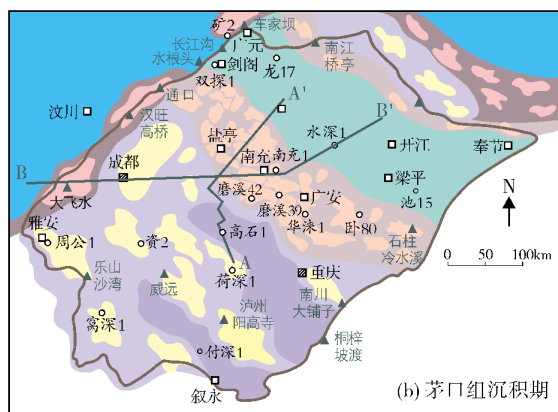 矿2
车家坝
长江沟
广元
水根头
剑阁
南江
桥亭
双探1
龙17
通口
A'
B'
汶川
汉旺
高桥
盐亭
水深1
开江
奉节
成都
南充
南充1
B
梁平
池15
N
大飞水
磨溪42
磨溪39
广安
华涞1
卧80
雅安
周公1
资2
高石1
石柱
冷水溪
0
100km
乐山
沙湾
威远
A
荷深1
重庆
窝深1
泸州
阳高寺
南川
大铺子
桐梓
坡渡
付深1
叙永
(b) 茅口组沉积期